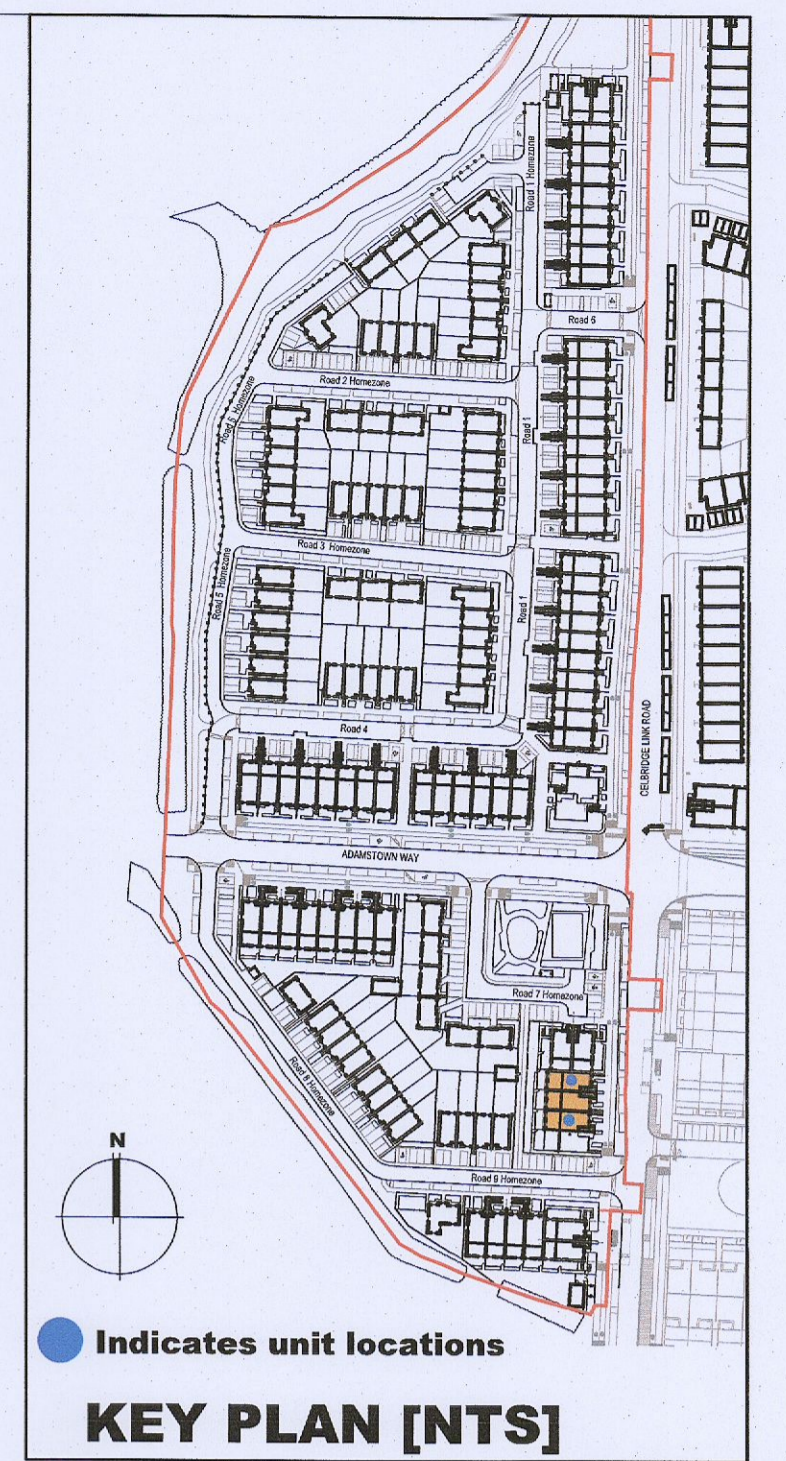 Road 1 Homezone
Road 6
Road 2 Homezone
Road 5 Homezone
Road 1
Road 3 Homezone
Road 5 Homezone
Road 1
Road 4
CELBRIDGE LINK ROAD
ADAMSTOWN WAY
Road 7 Homezone
Road 8 Homezone
Road 9 Homezone
N
Indicates unit locations
KEY PLAN [NTS]